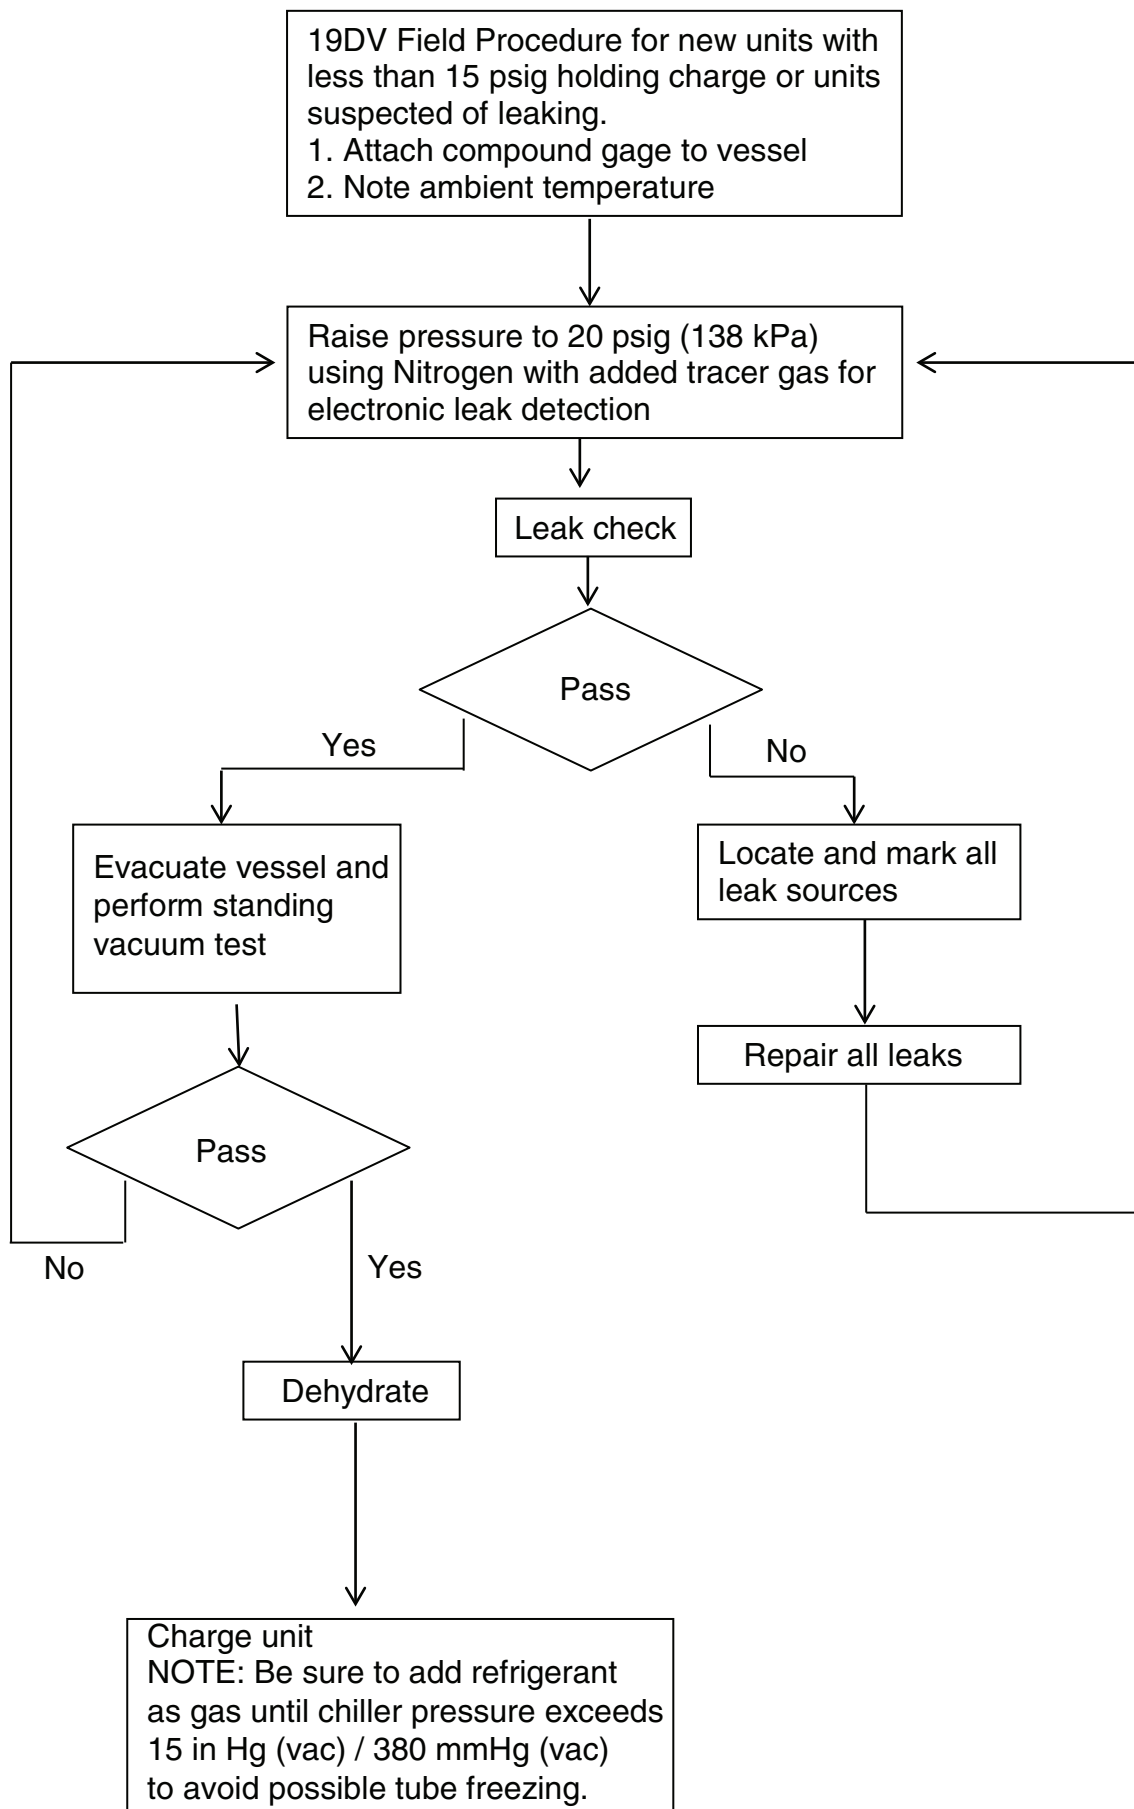 19DV Field Procedure for new units with
less than 15 psig holding charge or units
suspected of leaking.
1. Attach compound gage to vessel
2. Note ambient temperature
Raise pressure to 20 psig (138 kPa)
using Nitrogen with added tracer gas for
electronic leak detection
Leak check
Pass
Yes
No
Evacuate vessel and
perform standing
vacuum test
Locate and mark all
leak sources
Repair all leaks
Pass
No
Yes
Dehydrate
Charge unit
NOTE: Be sure to add refrigerant
as gas until chiller pressure exceeds
15 in Hg (vac) / 380 mmHg (vac)
to avoid possible tube freezing.